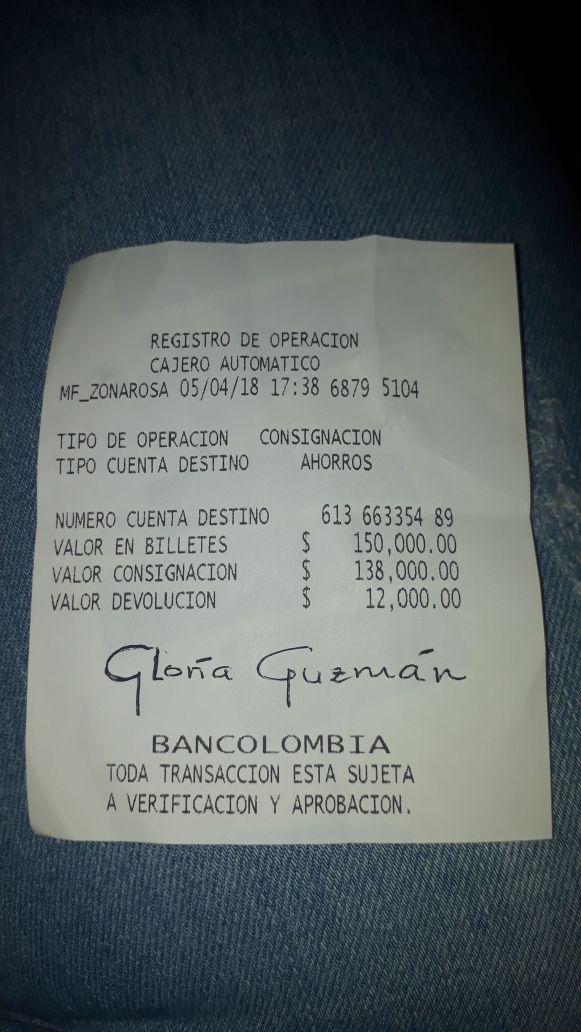 REGISTRO DE OPERACION
CAJERO AUTOMATICO
MF_ZONAROSA 05/04/18 17:38 6879 5104
TIPO DE OPERACION CONSIGNACION
TIPO CUENTA DESTINO AHORROS
NUMERO CUENTA DESTINO 613 663354 89
VALOR EN BILLETES $ 150,000.00
VALOR CONSIGNACION $ 138,000.00
VALOR DEVOLUCION $ 12,000.00
Gloria Guzmán
BANCOLOMBIA
TODA TRANSACCION ESTA SUJETA
A VERIFICACION Y APROBACION.